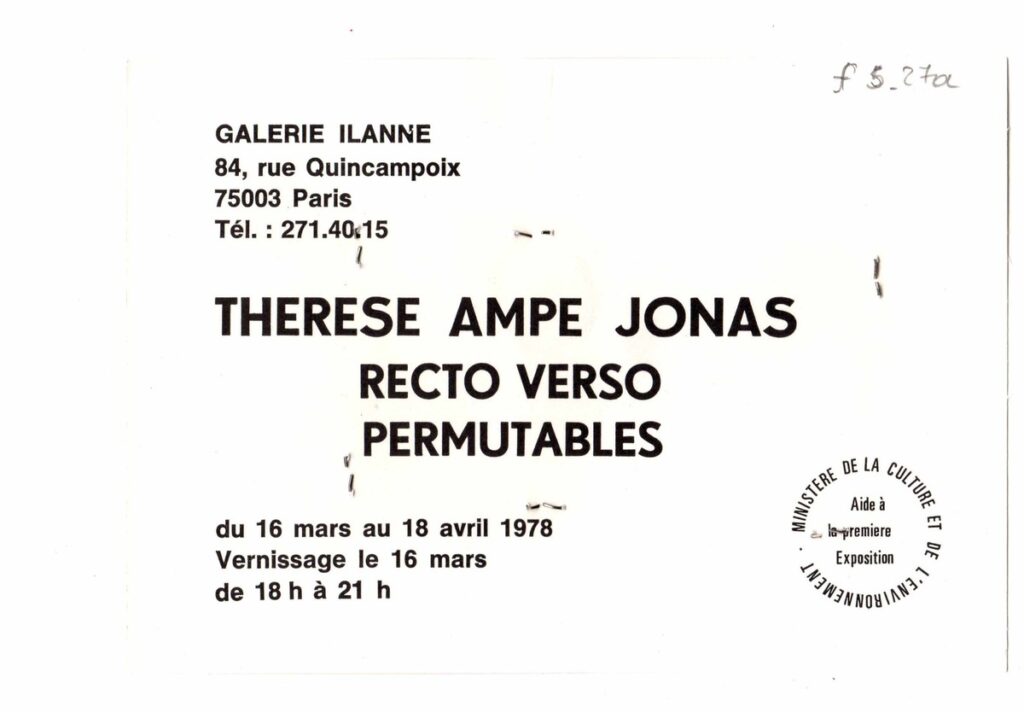 f 5_27a
GALERIE ILANNE
84, rue Quincampoix
75003 Paris
Tél. : 271.40.15
THERESE AMPE JONAS
RECTO VERSO
PERMUTABLES
du 16 mars au 18 avril 1978
Vernissage le 16 mars
de 18 h à 21 h
MINISTERE DE LA CULTURE ET DE L'ENVIRONNEMENT .
Aide à
la premiere
Exposition